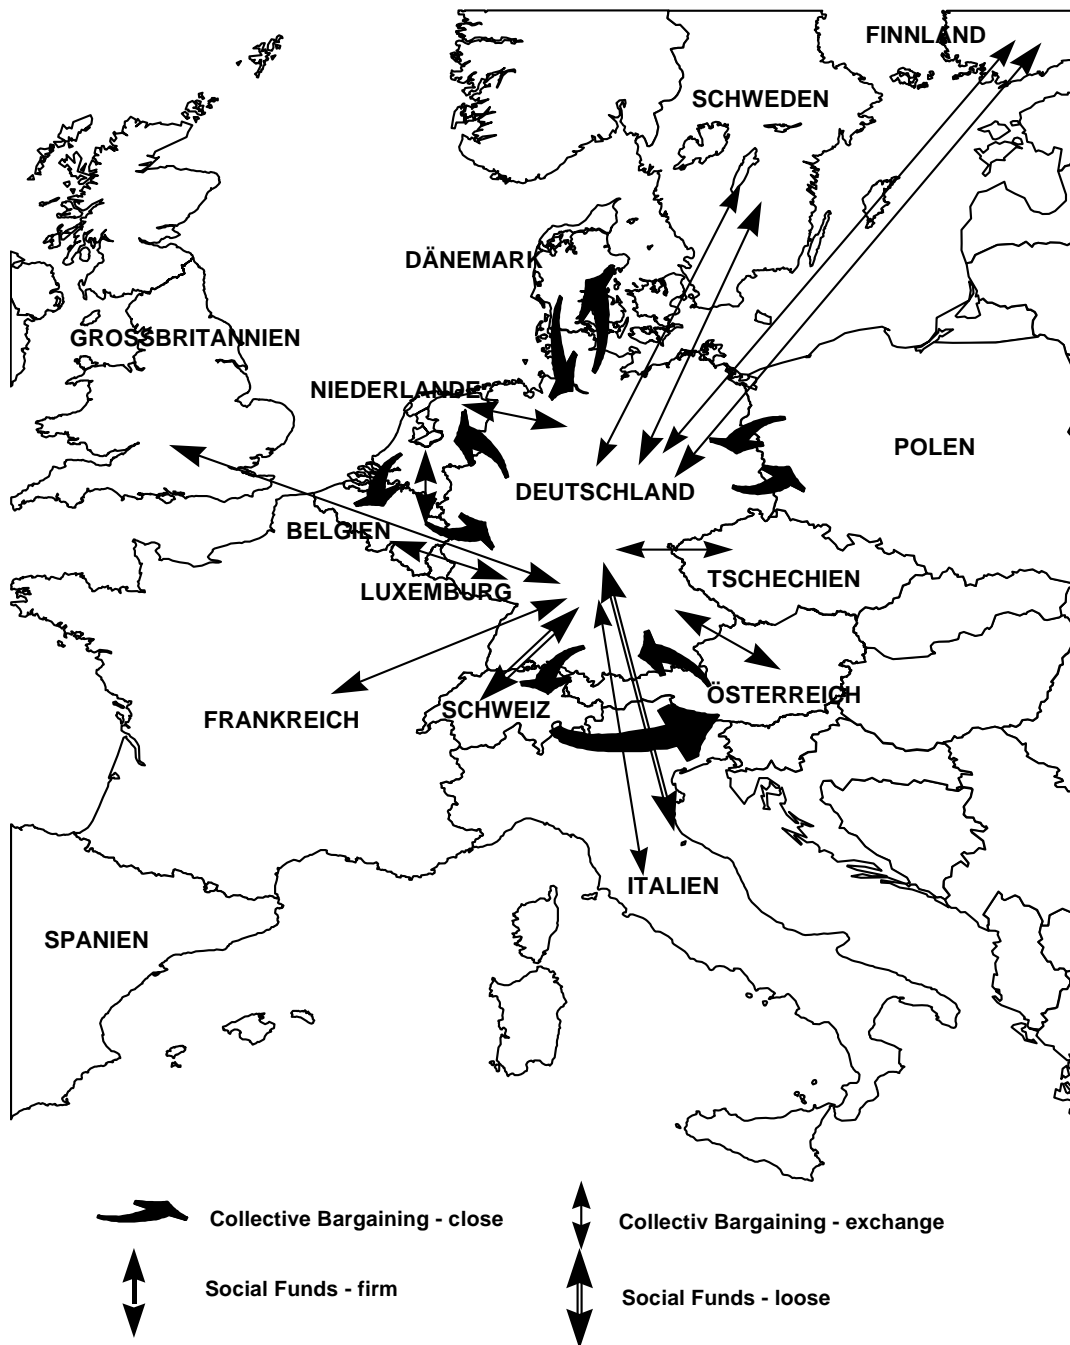 FINNLAND
SCHWEDEN
DÄNEMARK
GROSSBRITANNIEN
NIEDERLANDE
POLEN
DEUTSCHLAND
BELGIEN
TSCHECHIEN
LUXEMBURG
ÖSTERREICH
SCHWEIZ
FRANKREICH
ITALIEN
SPANIEN
Collective Bargaining - close
Collectiv Bargaining - exchange
Social Funds - firm
Social Funds - loose